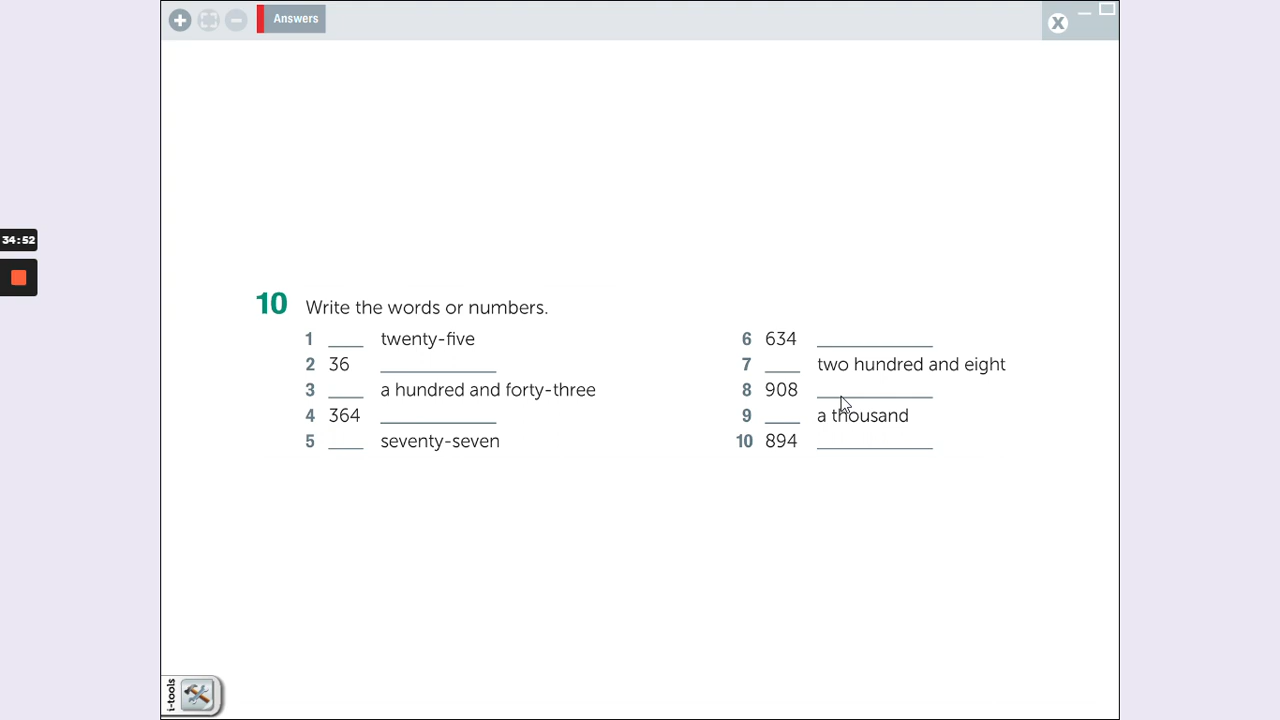 Answers
X
34:52
10 Write the words or numbers.
1 ____ twenty-five
2 36 ____________
3 ____ a hundred and forty-three
4 364 ____________
5 ____ seventy-seven
6 634 ____________
7 ____ two hundred and eight
8 908 ____________
9 ____ a thousand
10 894 ____________
i-tools